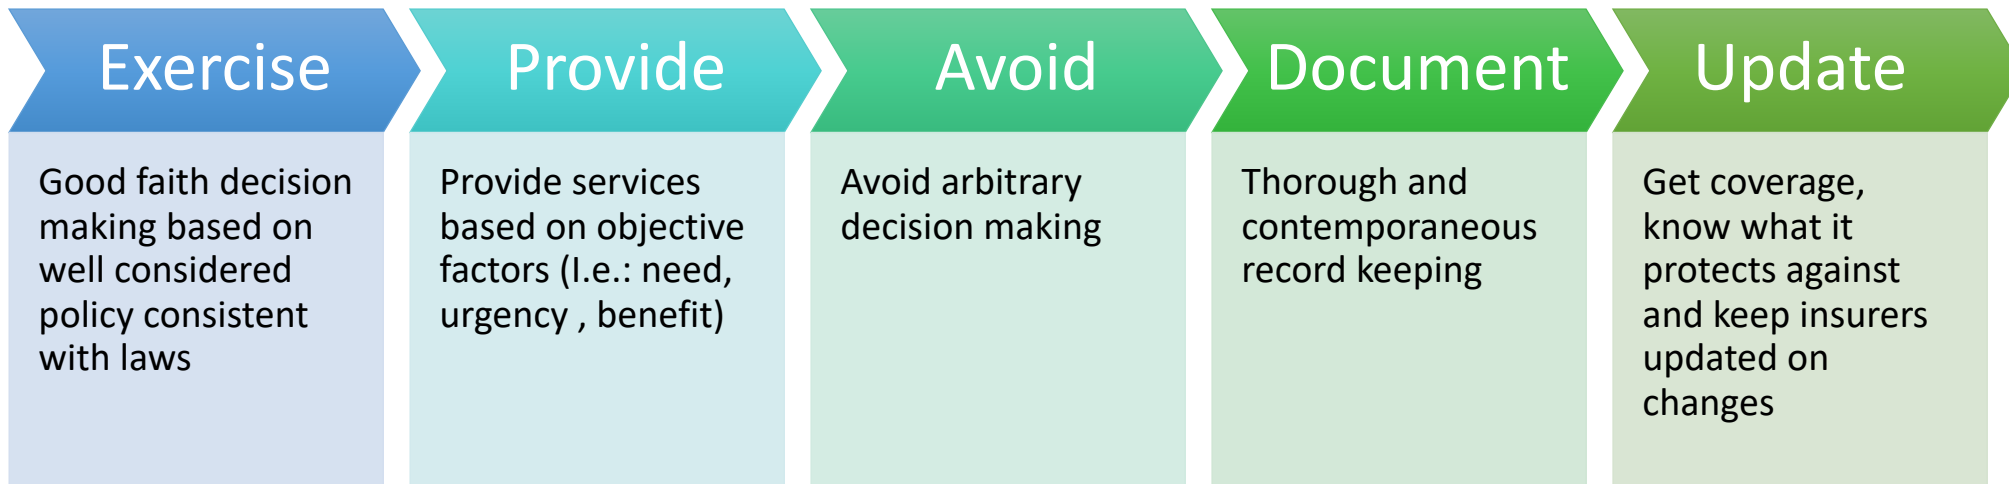 Exercise
Good faith decision
making based on
well considered
policy consistent
with laws
Provide
Provide services
based on objective
factors (I.e.: need,
urgency , benefit)
Avoid
Avoid arbitrary
decision making
Document
Thorough and
contemporaneous
record keeping
Update
Get coverage,
know what it
protects against
and keep insurers
updated on
changes